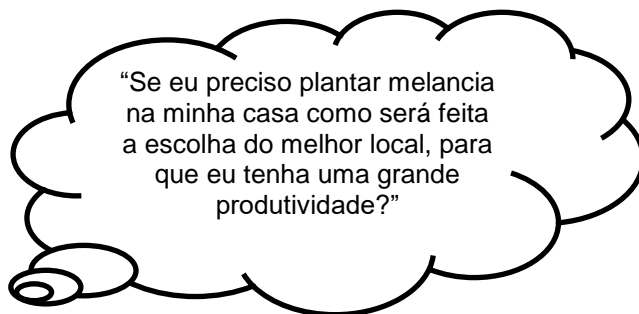 “Se eu preciso plantar melancia
na minha casa como será feita
a escolha do melhor local, para
que eu tenha uma grande
produtividade?”